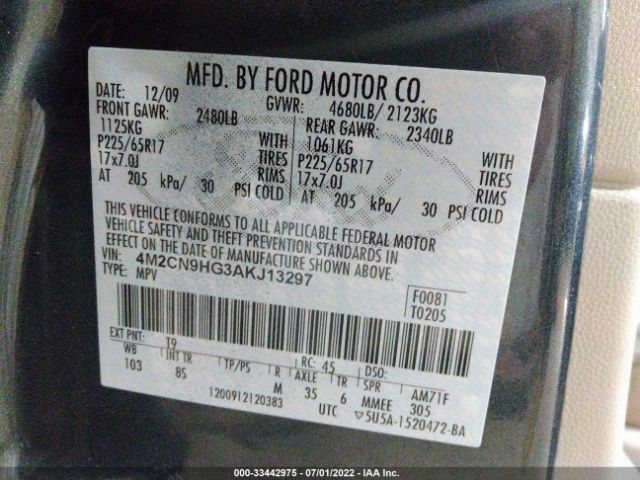 MFD. BY FORD MOTOR CO.
DATE: 12/09 GVWR: 4680LB/ 2123KG
FRONT GAWR: 2480LB REAR GAWR: 2340LB
1125KG WITH 1061KG WITH
P225/65R17 TIRES P225/65R17 TIRES
17x7.0J RIMS 17x7.0J RIMS
AT 205 kPa/ 30 PSI COLD AT 205 kPa/ 30 PSI COLD
THIS VEHICLE CONFORMS TO ALL APPLICABLE FEDERAL MOTOR
VEHICLE SAFETY AND THEFT PREVENTION STANDARDS IN
EFFECT ON THE DATE OF MANUFACTURE SHOWN ABOVE.
VIN: 4M2CN9HG3AKJ13297
TYPE: MPV
F0081
T0205
EXT PNT: T9 RC: 45 DSO:
WB INT TR TP/PS R AXLE TR SPR AM71F
103 85 M 35 6 MMEE 305
1200912120383 UTC ▽5U5A-1520472-BA
000-33442975 - 07/01/2022 - IAA Inc.